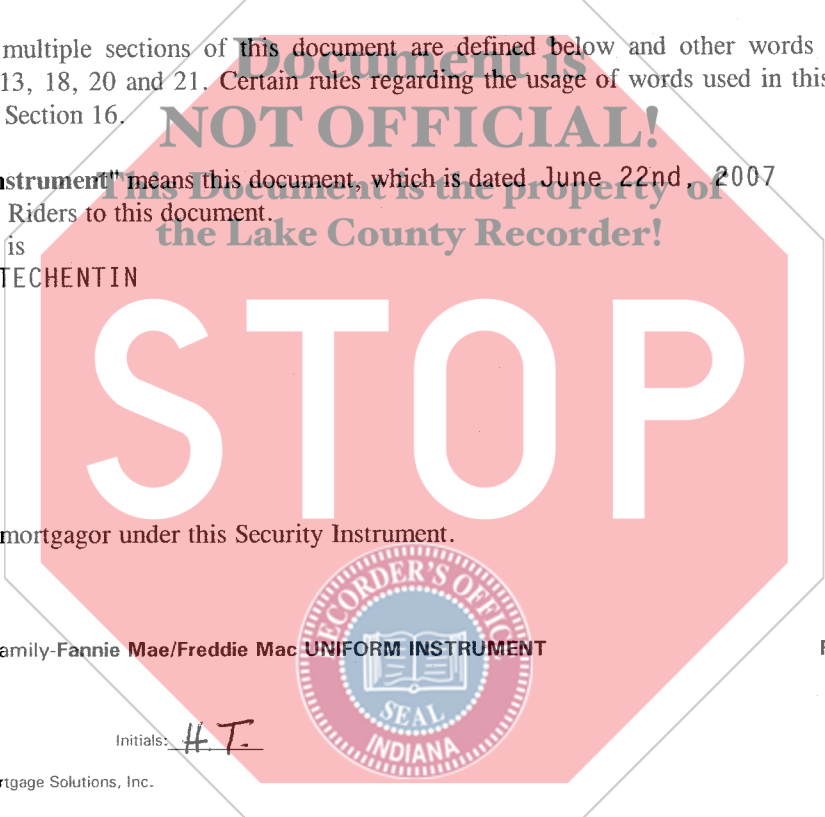 Document is
multiple sections of this document are defined below and other words
13, 18, 20 and 21. Certain rules regarding the usage of words used in this
Section 16.
NOT OFFICIAL!
nstrument" means this document, which is dated June 22nd, 2007
This Document is the property of
Riders to this document.
the Lake County Recorder!
is
TECHENTIN
STOP
mortgagor under this Security Instrument.
RECORDER'S OFFIC
amily-Fannie Mae/Freddie Mac UNIFORM INSTRUMENT
SEAL
INDIANA
Initials: H.T.
rtgage Solutions, Inc.